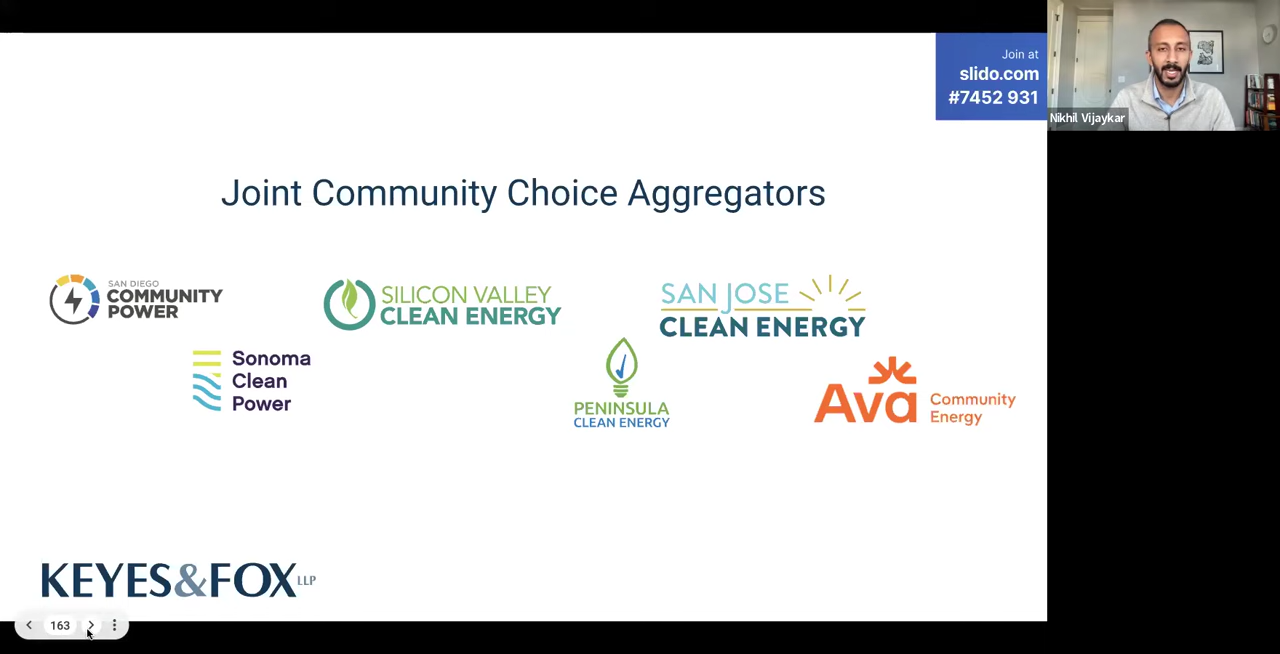 Join at
slido.com
#7452 931
Nikhil Vijaykar
Joint Community Choice Aggregators
SAN DIEGO
COMMUNITY
POWER
SILICON VALLEY
CLEAN ENERGY
SAN JOSE
CLEAN ENERGY
Sonoma
Clean
Power
PENINSULA
CLEAN ENERGY
Ava
Community
Energy
KEYES&FOX LLP
163